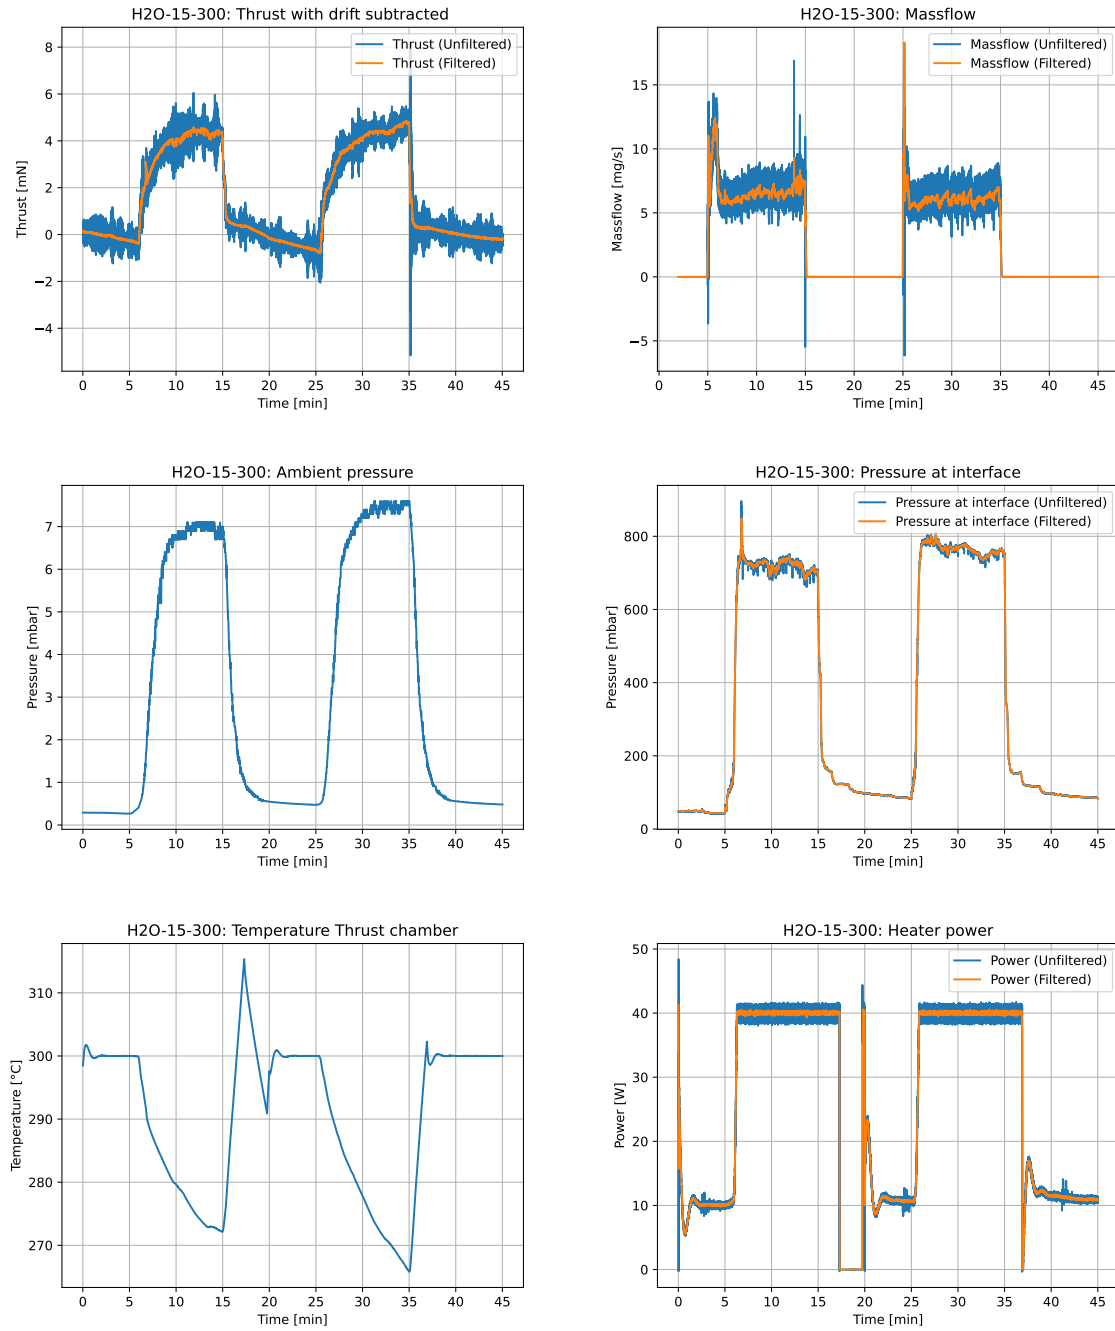 H2O-15-300: Thrust with drift subtracted
Thrust (Unfiltered)
Thrust (Filtered)
Thrust [mN]
8
6
4
2
0
−2
−4
0 5 10 15 20 25 30 35 40 45
Time [min]
H2O-15-300: Massflow
Massflow (Unfiltered)
Massflow (Filtered)
Massflow [mg/s]
15
10
5
0
−5
0 5 10 15 20 25 30 35 40 45
Time [min]
H2O-15-300: Ambient pressure
Pressure [mbar]
7
6
5
4
3
2
1
0
0 5 10 15 20 25 30 35 40 45
Time [min]
H2O-15-300: Pressure at interface
Pressure at interface (Unfiltered)
Pressure at interface (Filtered)
Pressure [mbar]
800
600
400
200
0
0 5 10 15 20 25 30 35 40 45
Time [min]
H2O-15-300: Temperature Thrust chamber
Temperature [°C]
310
300
290
280
270
0 5 10 15 20 25 30 35 40 45
Time [min]
H2O-15-300: Heater power
Power (Unfiltered)
Power (Filtered)
Power [W]
50
40
30
20
10
0
0 5 10 15 20 25 30 35 40 45
Time [min]